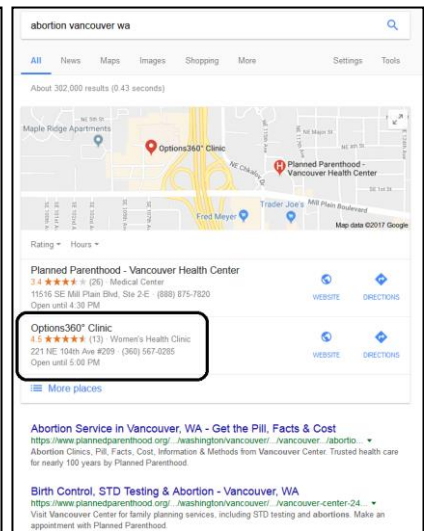 abortion vancouver wa
All News Maps Images Shopping More Settings Tools
About 302,000 results (0.43 seconds)
Maple Ridge Apartments
Options360° Clinic
NE Chkalov Dr
Planned Parenthood -
Vancouver Health Center
Trader Joe's
Mill Plain Boulevard
Fred Meyer
Map data ©2017 Google
Rating Hours
Planned Parenthood - Vancouver Health Center
3.4 (26) · Medical Center
11516 SE Mill Plain Blvd, Ste 2-E · (888) 875-7820
Open until 4:30 PM
WEBSITE DIRECTIONS
Options360° Clinic
4.5 (13) · Women's Health Clinic
221 NE 104th Ave #209 · (360) 567-0285
Open until 5:00 PM
WEBSITE DIRECTIONS
More places
Abortion Service in Vancouver, WA - Get the Pill, Facts & Cost
https://www.plannedparenthood.org/.../washington/vancouver/.../vancouver.../abortio...
Abortion Clinics, Pill, Facts, Cost, Information & Methods from Vancouver Center. Trusted health care
for nearly 100 years by Planned Parenthood.
Birth Control, STD Testing & Abortion - Vancouver, WA
https://www.plannedparenthood.org/.../washington/vancouver/.../vancouver-center-24...
Visit Vancouver Center for family planning services, including STD testing and abortions. Make an
appointment with Planned Parenthood.